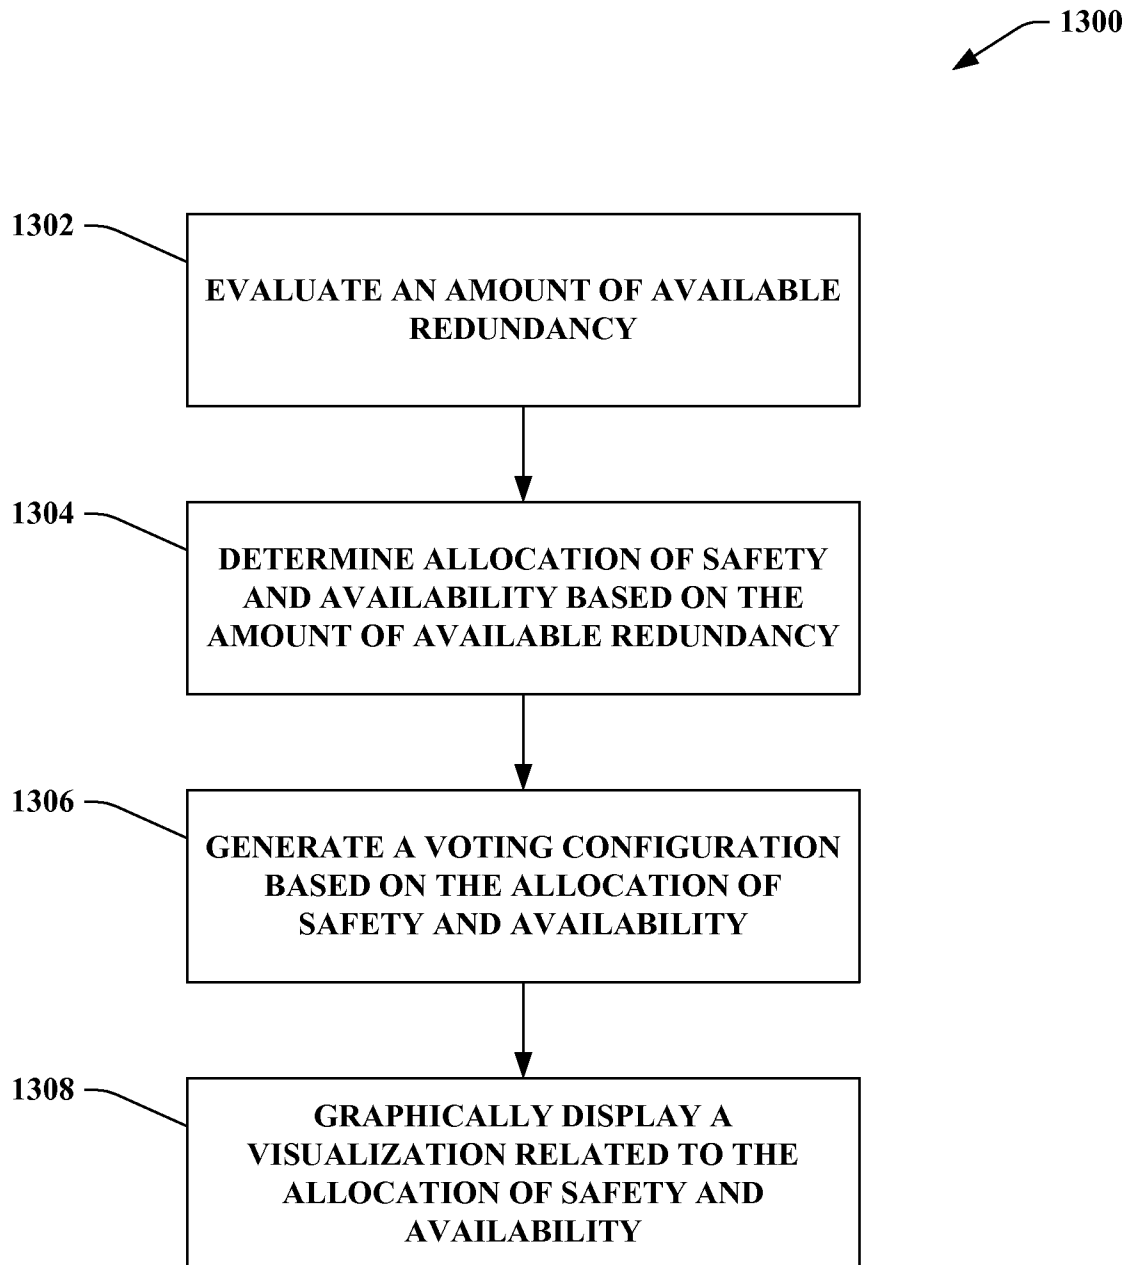 1300
1302
EVALUATE AN AMOUNT OF AVAILABLE
REDUNDANCY
1304
DETERMINE ALLOCATION OF SAFETY
AND AVAILABILITY BASED ON THE
AMOUNT OF AVAILABLE REDUNDANCY
1306
GENERATE A VOTING CONFIGURATION
BASED ON THE ALLOCATION OF
SAFETY AND AVAILABILITY
1308
GRAPHICALLY DISPLAY A
VISUALIZATION RELATED TO THE
ALLOCATION OF SAFETY AND
AVAILABILITY